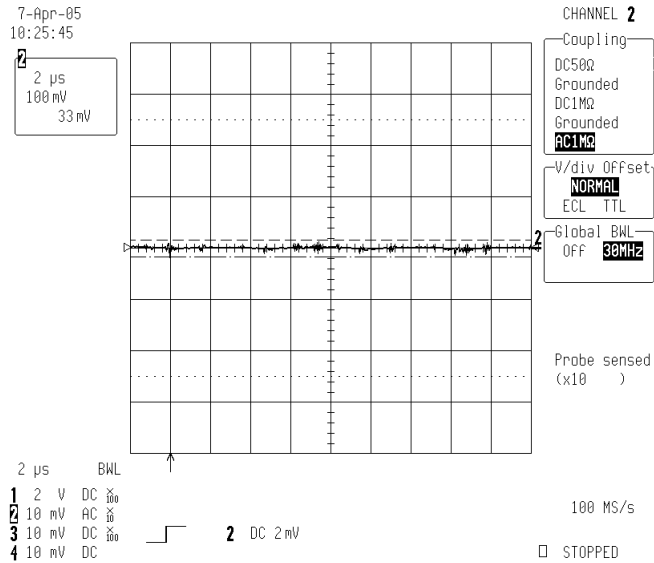 7-Apr-05
10:25:45
2
2 µs
100 mV
33 mV
CHANNEL 2
Coupling
DC50Ω
Grounded
DC1MΩ
Grounded
AC1MΩ
V/div Offset
NORMAL
ECL TTL
Global BWL
Off 30MHz
2
Probe sensed
(x10 )
2 µs BWL
1 2 V DC × 100
2 10 mV AC × 10
3 10 mV DC × 100
4 10 mV DC
2 DC 2 mV
100 MS/s
STOPPED